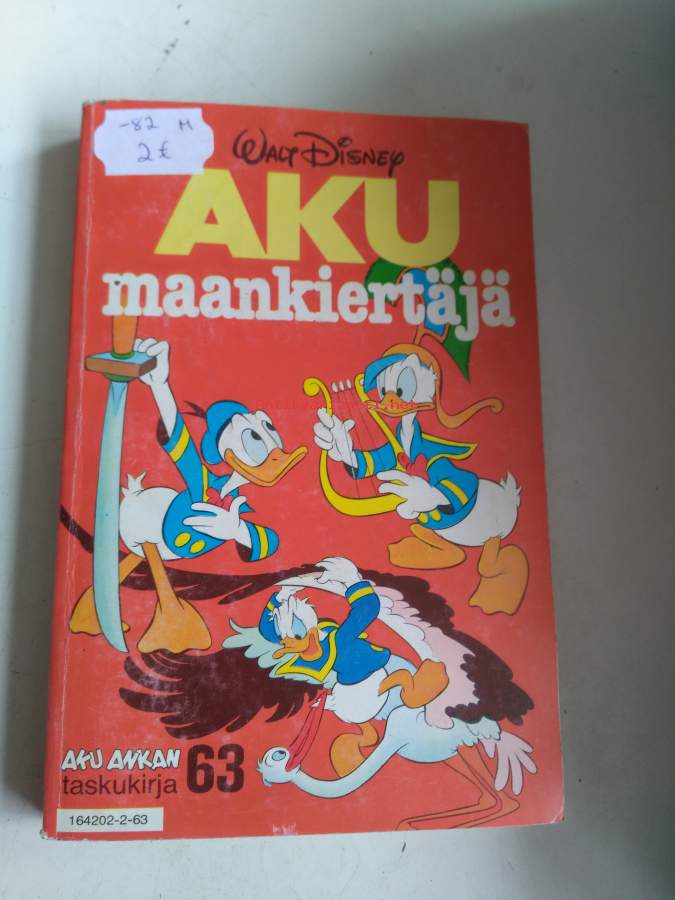 -82 M
2€
Walt Disney
AKU
maankiertäjä
AKU ANKAN
taskukirja 63
164202-2-63